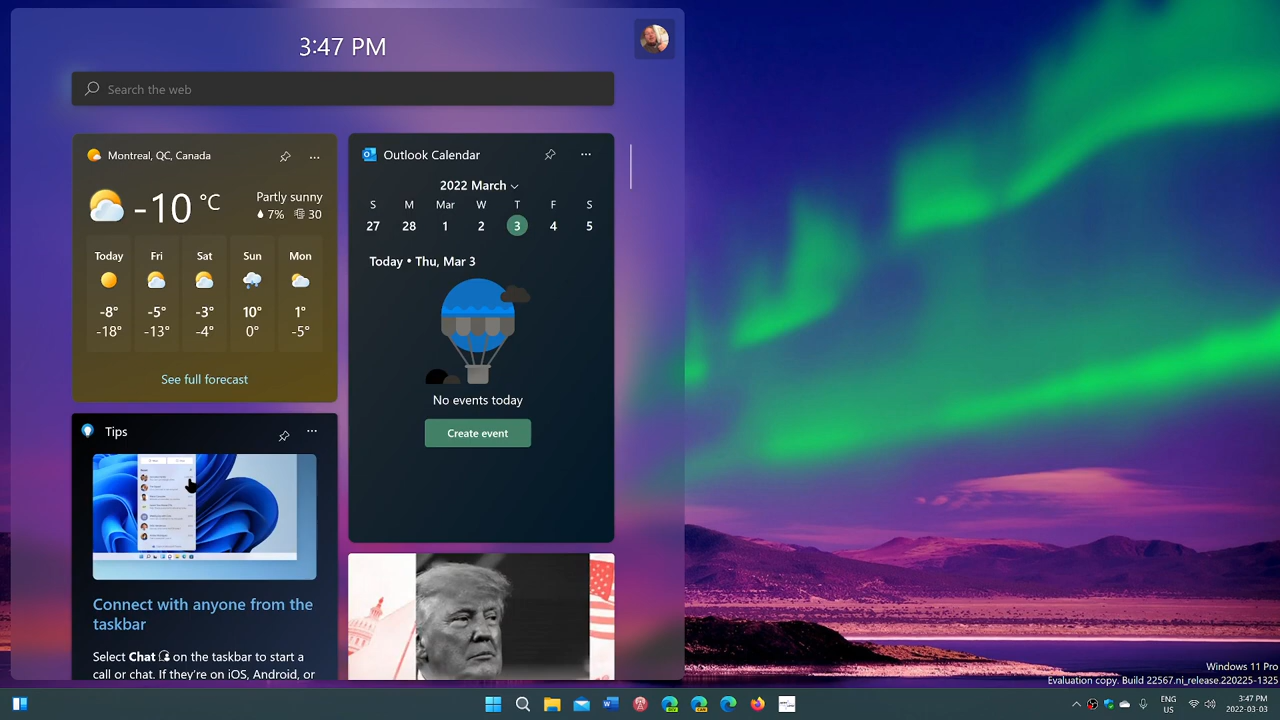 3:47 PM
Search the web
Montreal, QC, Canada
-10 °C
Partly sunny
7% 30
Today Fri Sat Sun Mon
-8° -5° -3° 10° 1°
-18° -13° -4° 0° -5°
See full forecast
Outlook Calendar
2022 March
S M Mar W T F S
27 28 1 2 3 4 5
Today • Thu, Mar 3
No events today
Create event
Tips
Connect with anyone from the
taskbar
Select Chat on the taskbar to start a
call or chat. If they're on iOS, Android, or
Windows 11 Pro
Evaluation copy. Build 22567.ni_release.220225-1325
ENG
US
3:47 PM
2022-03-03